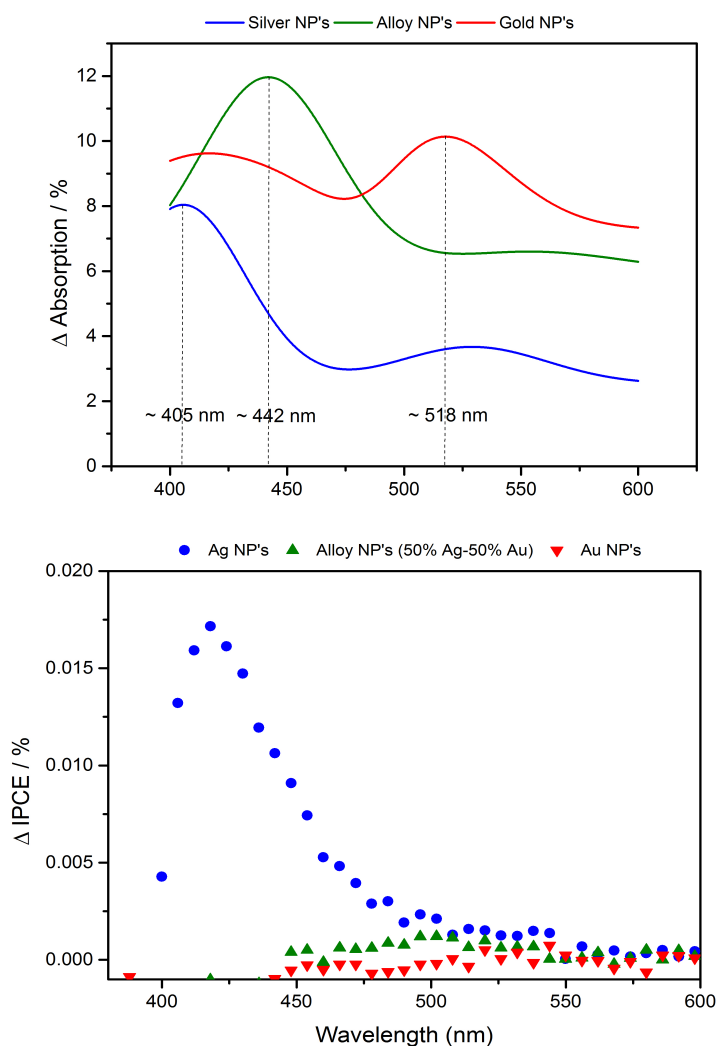 Silver NP's Alloy NP's Gold NP's
Δ Absorption / %
12
10
8
6
4
2
0
~ 405 nm ~ 442 nm ~ 518 nm
400 450 500 550 600
Ag NP's Alloy NP's (50% Ag-50% Au) Au NP's
Δ IPCE / %
0.020
0.015
0.010
0.005
0.000
400 450 500 550 600
Wavelength (nm)